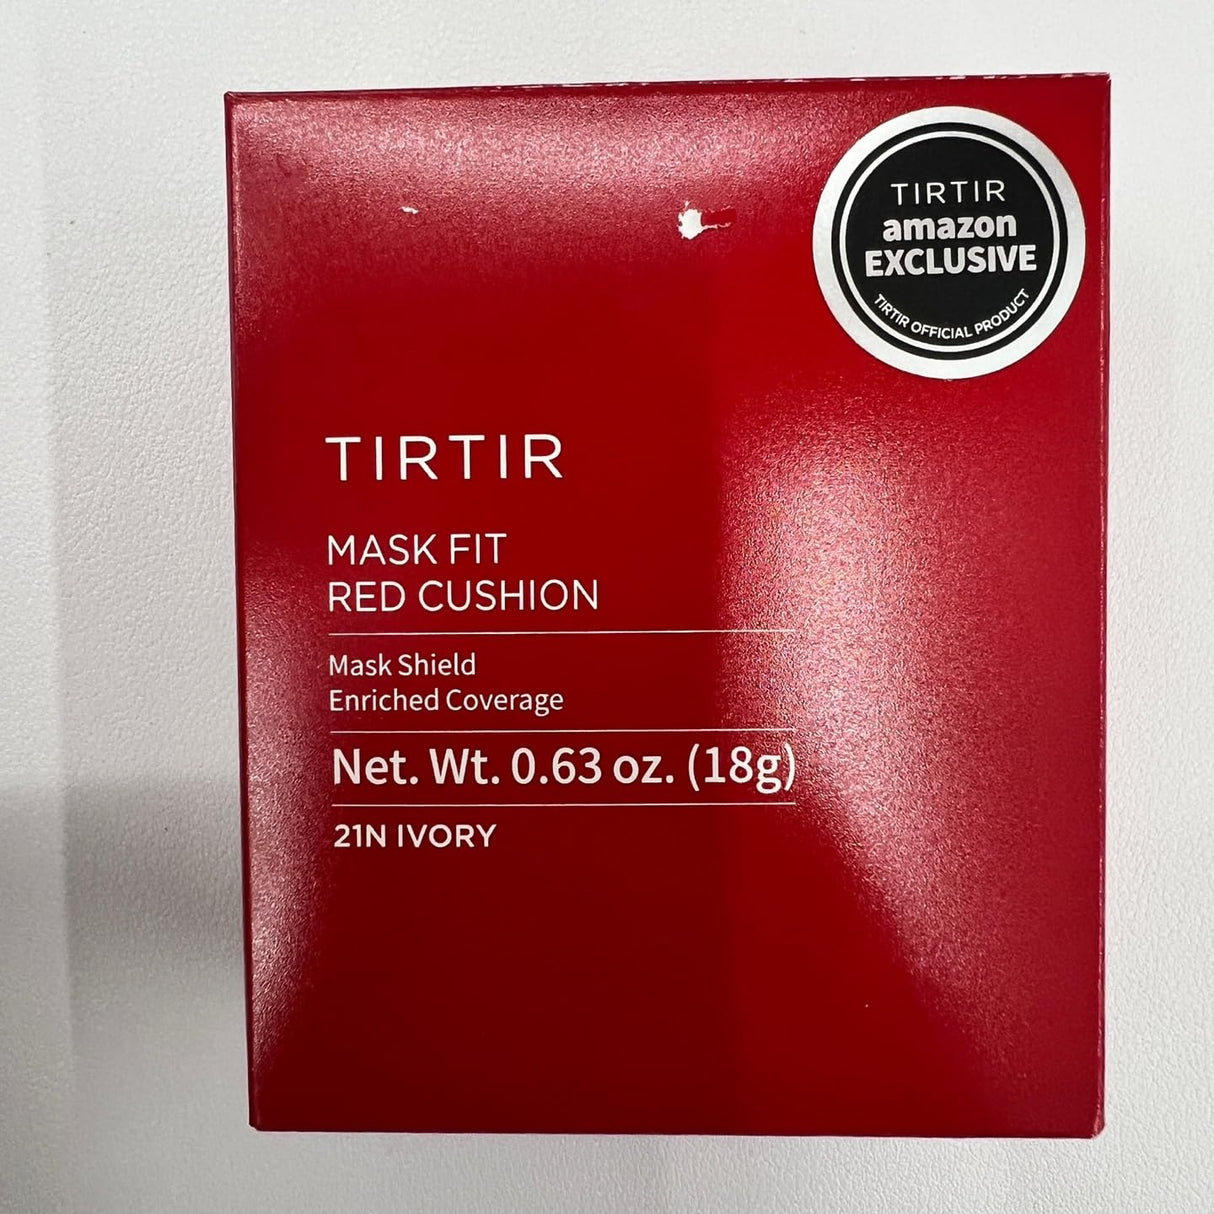 TIRTIR
amazon
EXCLUSIVE
TIRTIR OFFICIAL PRODUCT
TIRTIR
MASK FIT
RED CUSHION
Mask Shield
Enriched Coverage
Net. Wt. 0.63 oz. (18g)
21N IVORY